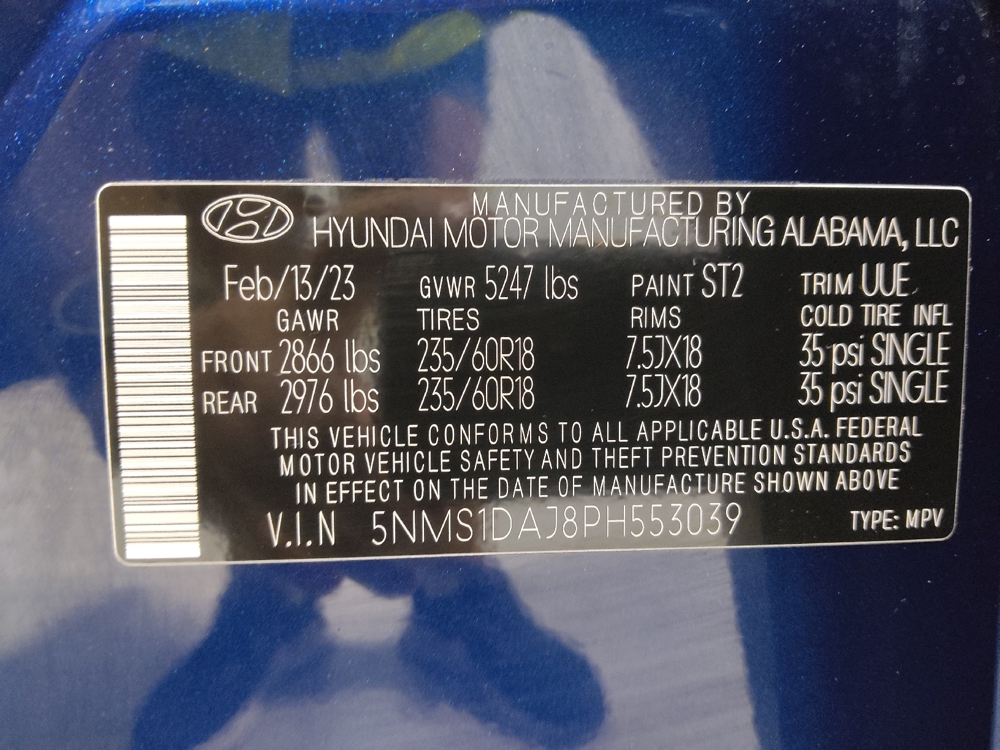 MANUFACTURED BY
HYUNDAI MOTOR MANUFACTURING ALABAMA, LLC
Feb/13/23 GVWR 5247 lbs PAINT ST2 TRIM UUE
GAWR TIRES RIMS COLD TIRE INFL
FRONT 2866 lbs 235/60R18 7.5JX18 35 psi SINGLE
REAR 2976 lbs 235/60R18 7.5JX18 35 psi SINGLE
THIS VEHICLE CONFORMS TO ALL APPLICABLE U.S.A. FEDERAL
MOTOR VEHICLE SAFETY AND THEFT PREVENTION STANDARDS
IN EFFECT ON THE DATE OF MANUFACTURE SHOWN ABOVE
V.I.N 5NMS1DAJ8PH553039 TYPE: MPV